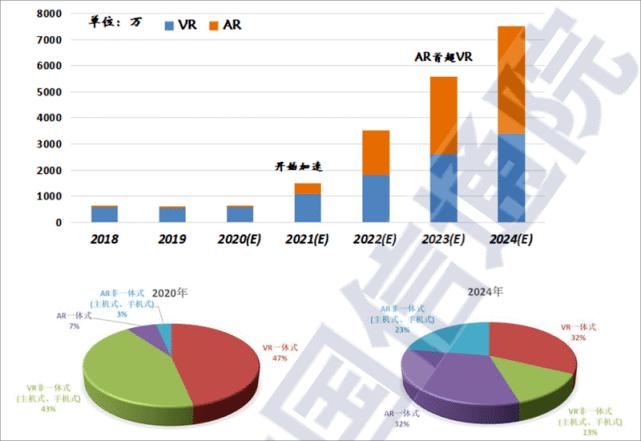 8000
7000
6000
5000
4000
3000
2000
1000
0
单位：万
VR AR
开始加速
AR首超VR
2018 2019 2020(E) 2021(E) 2022(E) 2023(E) 2024(E)
2020年
AR非一体式
(主机式、手机式)
3%
AR一体式
7%
VR一体式
47%
VR非一体式
(主机式、手机式)
43%
2024年
AR非一体式
(主机式、手机式)
23%
VR一体式
32%
AR一体式
32%
VR非一体式
(主机式、手机式)
13%
国信通院